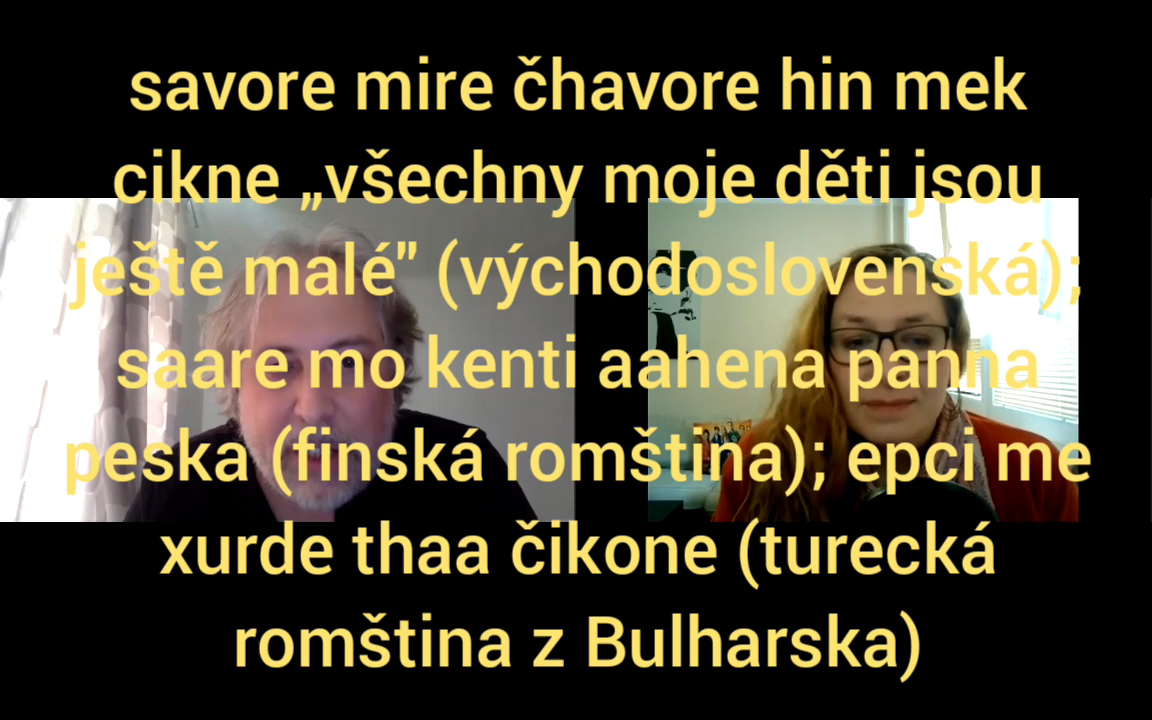 savore mire čhavore hin mek
cikne „všechny moje děti jsou
ještě malé" (východoslovenská);
saare mo kenti aahena panna
peska (finská romština); epci me
xurde thaa čikone (turecká
romština z Bulharska)